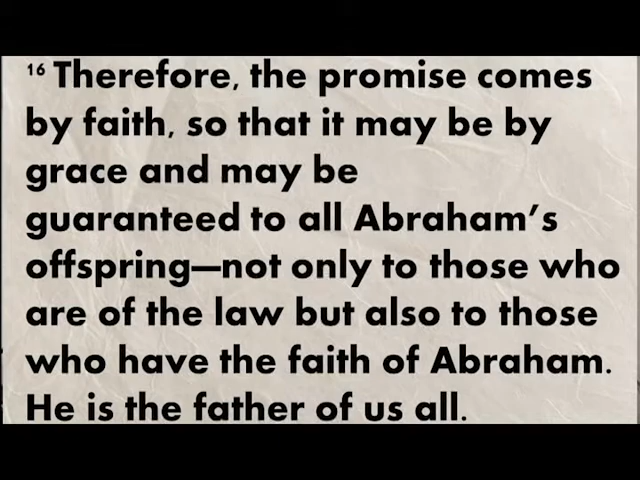 16 Therefore, the promise comes
by faith, so that it may be by
grace and may be
guaranteed to all Abraham’s
offspring—not only to those who
are of the law but also to those
who have the faith of Abraham.
He is the father of us all.